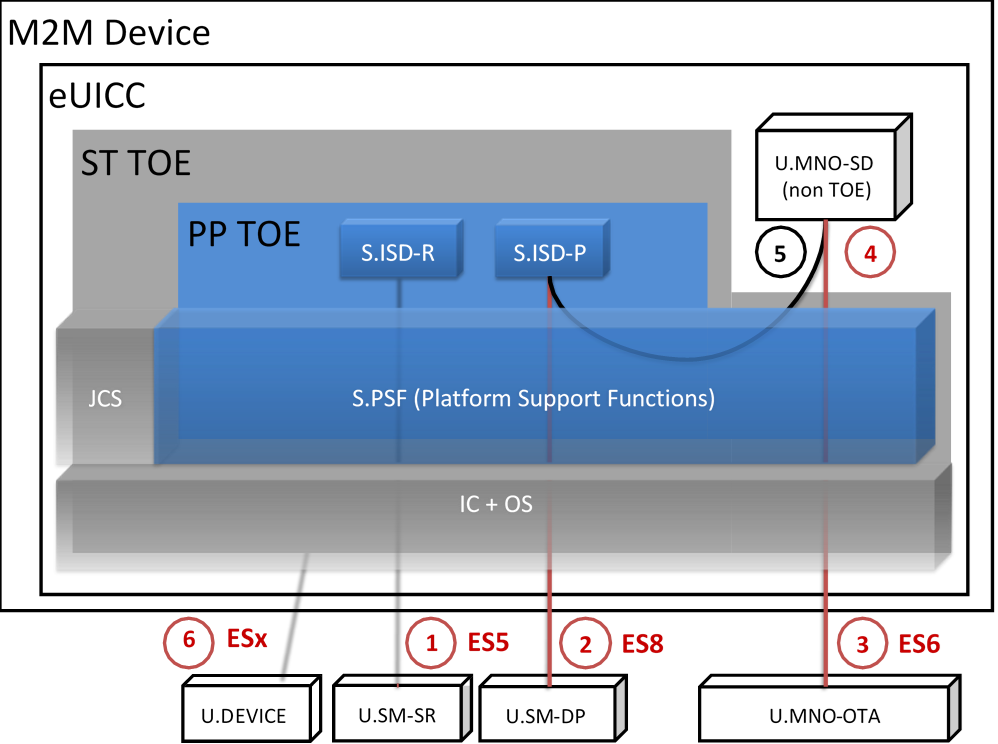 M2M Device
eUICC
ST TOE
U.MNO-SD
(non TOE)
PP TOE
S.ISD-R
S.ISD-P
5
4
JCS
S.PSF (Platform Support Functions)
IC + OS
6
ESx
1
ES5
2
ES8
3
ES6
U.DEVICE
U.SM-SR
U.SM-DP
U.MNO-OTA